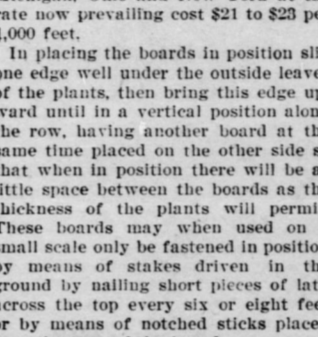 rate now prevailing cost $21 to $23 pe
1,000 feet.
In placing the boards in position sli
one edge well under the outside leave
of the plants, then bring this edge up
ward until in a vertical position alon
the row, having another board at th
same time placed on the other side s
that when in position there will be a
little space between the boards as th
thickness of the plants will permi
These boards may when used on
small scale only be fastened in positio
by means of stakes driven in th
ground by nailing short pieces of lat
across the top every six or eight fee
or by means of notched sticks place